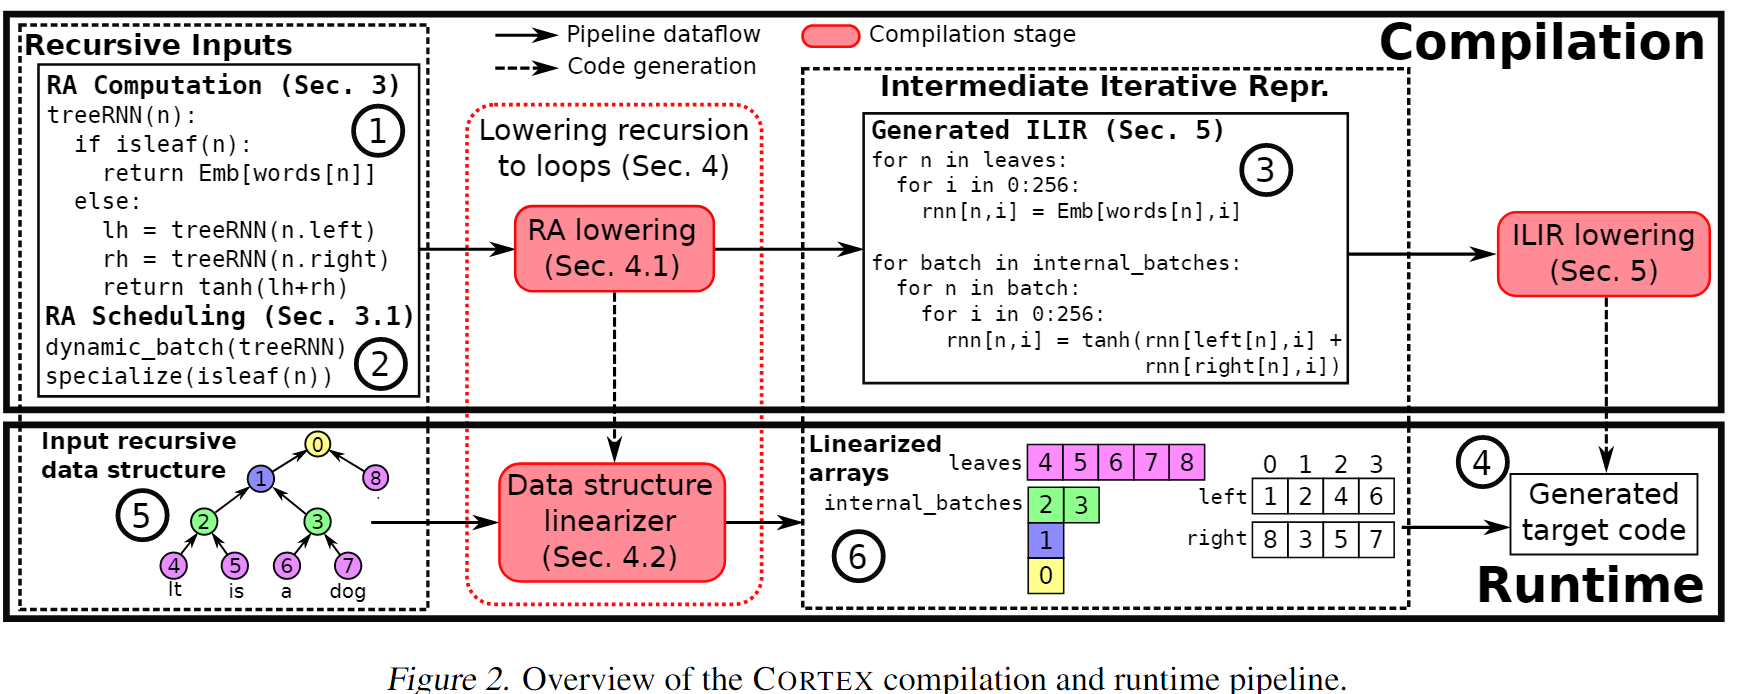 Compilation
Recursive Inputs
RA Computation (Sec. 3)
treeRNN(n):
if isleaf(n):
return Emb[words[n]]
else:
lh = treeRNN(n.left)
rh = treeRNN(n.right)
return tanh(lh+rh)
1
RA Scheduling (Sec. 3.1)
dynamic_batch(treeRNN)
specialize(isleaf(n))
2
Pipeline dataflow
Code generation
Compilation stage
Lowering recursion
to loops (Sec. 4)
RA lowering
(Sec. 4.1)
Intermediate Iterative Repr.
Generated ILIR (Sec. 5)
for n in leaves:
for i in 0:256:
rnn[n,i] = Emb[words[n],i]
for batch in internal_batches:
for n in batch:
for i in 0:256:
rnn[n,i] = tanh(rnn[left[n],i] +
rnn[right[n],i])
3
ILIR lowering
(Sec. 5)
Input recursive
data structure
5
0
1 8
.
2 3
4 5 6 7
It is a dog
Data structure
linearizer
(Sec. 4.2)
Linearized
arrays
leaves 4 5 6 7 8
internal_batches 2 3
1
0
6
0 1 2 3
left 1 2 4 6
right 8 3 5 7
4
Generated
target code
Runtime
Figure 2. Overview of the CORTEX compilation and runtime pipeline.